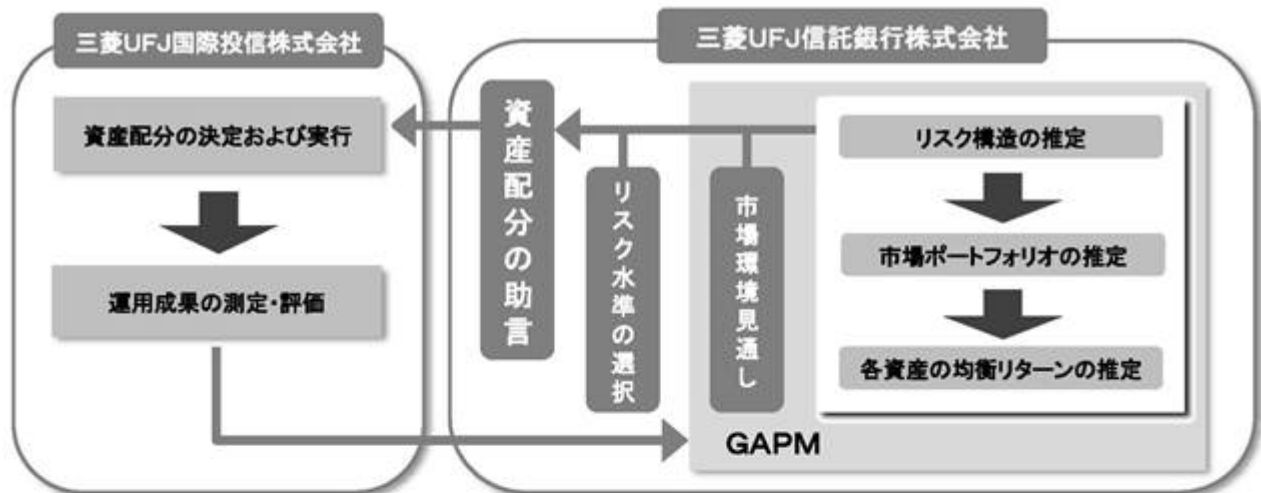 三菱UFJ国際投信株式会社
資産配分の決定および実行
運用成果の測定・評価
三菱UFJ信託銀行株式会社
資産配分の助言
リスク水準の選択
市場環境見通し
リスク構造の推定
市場ポートフォリオの推定
各資産の均衡リターンの推定
GAPM